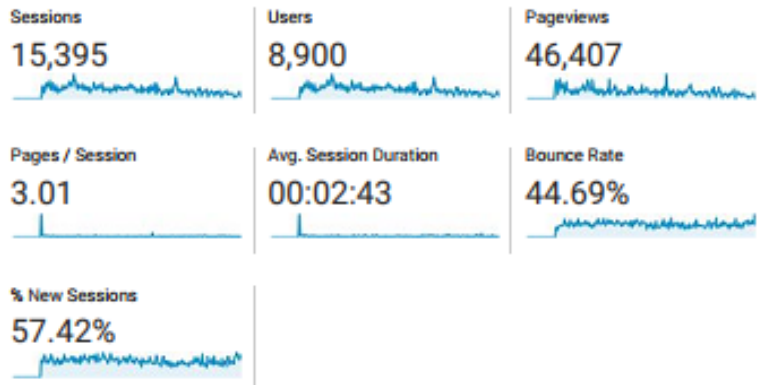 Sessions
15,395
Users
8,900
Pageviews
46,407
Pages / Session
3.01
Avg. Session Duration
00:02:43
Bounce Rate
44.69%
% New Sessions
57.42%